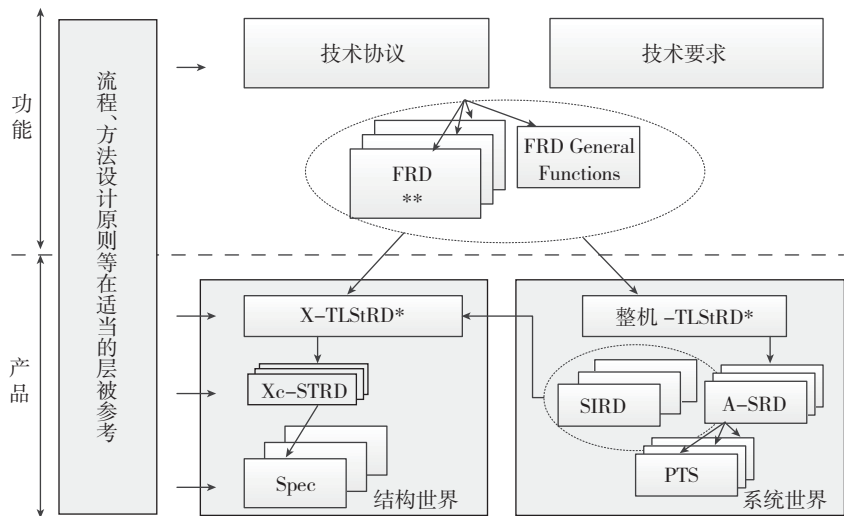 功能
产品
流程、方法设计原则等在适当的层被参考
技术协议
技术要求
FRD
**
FRD General
Functions
X-TLStRD*
整机-TLStRD*
Xc-STRD
SIRD
A-SRD
Spec
PTS
结构世界
系统世界